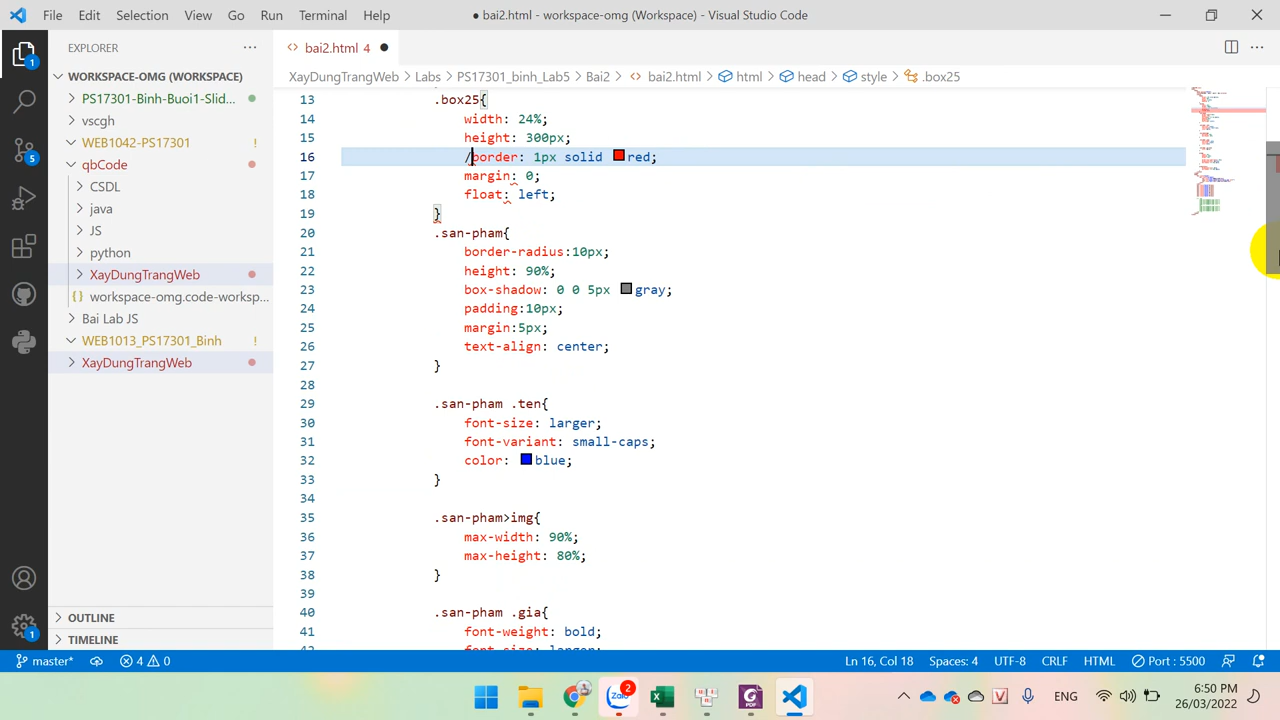 File Edit Selection View Go Run Terminal Help
● bai2.html - WORKSPACE-OMG (Workspace) - Visual Studio Code
EXPLORER
bai2.html 4 ●
WORKSPACE-OMG (WORKSPACE)
XayDungTrangWeb > Labs > PS17301_binh_Lab5 > Bai2 > bai2.html > html > head > style > .box25
PS17301-Binh-Buoi1-Slid...
vscgh
WEB1042-PS17301 !
qbCode
CSDL
java
JS
python
XayDungTrangWeb
workspace-omg.code-worksp...
Bai Lab JS
WEB1013_PS17301_Binh !
XayDungTrangWeb
OUTLINE
TIMELINE
13 .box25{
14 width: 24%;
15 height: 300px;
16 /border: 1px solid red;
17 margin: 0;
18 float: left;
19 }
20 .san-pham{
21 border-radius:10px;
22 height: 90%;
23 box-shadow: 0 0 5px gray;
24 padding:10px;
25 margin:5px;
26 text-align: center;
27 }
28
29 .san-pham .ten{
30 font-size: larger;
31 font-variant: small-caps;
32 color: blue;
33 }
34
35 .san-pham>img{
36 max-width: 90%;
37 max-height: 80%;
38 }
39
40 .san-pham .gia{
41 font-weight: bold;
master* 4 0 Ln 16, Col 18 Spaces: 4 UTF-8 CRLF HTML Port : 5500
ENG
6:50 PM
26/03/2022